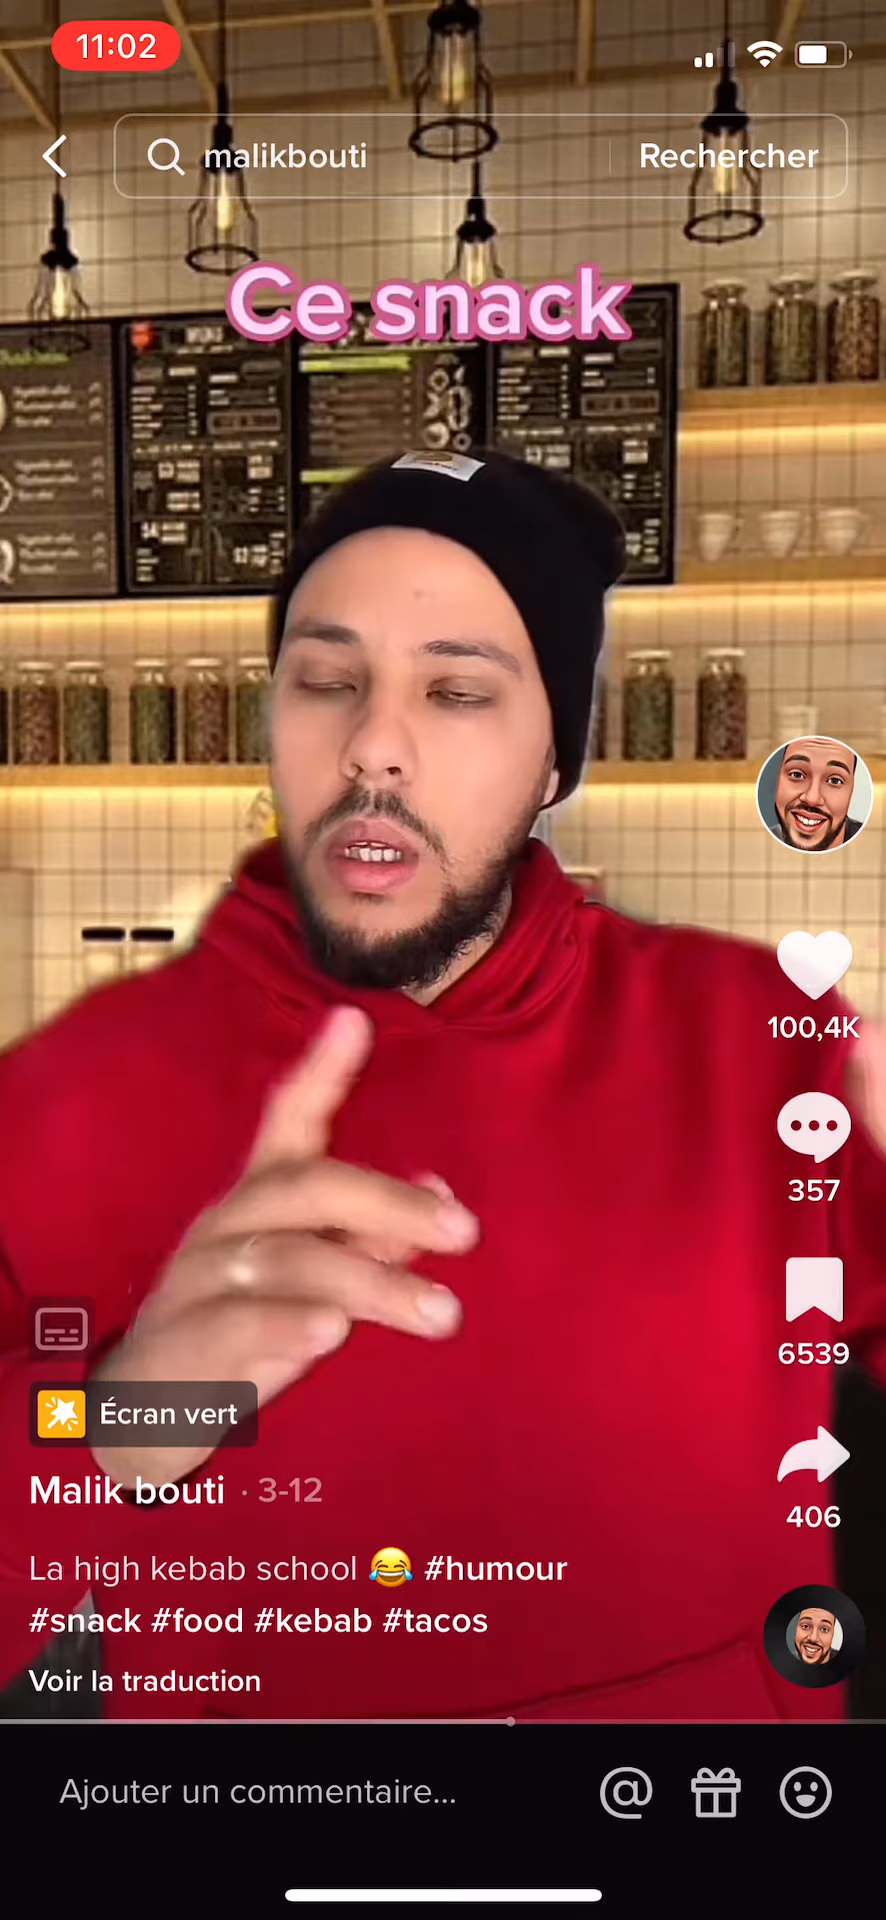 11:02
malikbouti
Rechercher
Ce snack
Écran vert
Malik bouti · 3-12
La high kebab school 😂 #humour
#snack #food #kebab #tacos
Voir la traduction
100,4K
357
6539
406
Ajouter un commentaire...